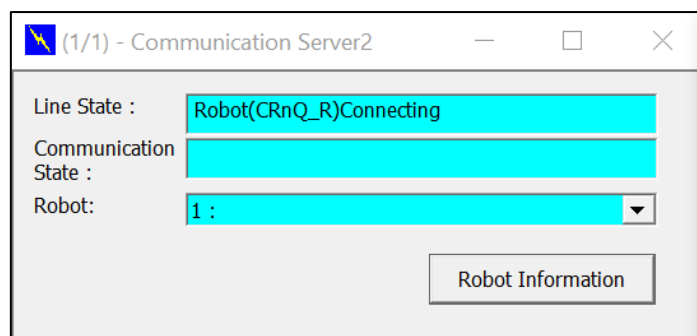 (1/1) - Communication Server2
Line State :
Robot(CRnQ_R)Connecting
Communication
State :
Robot:
1 :
Robot Information